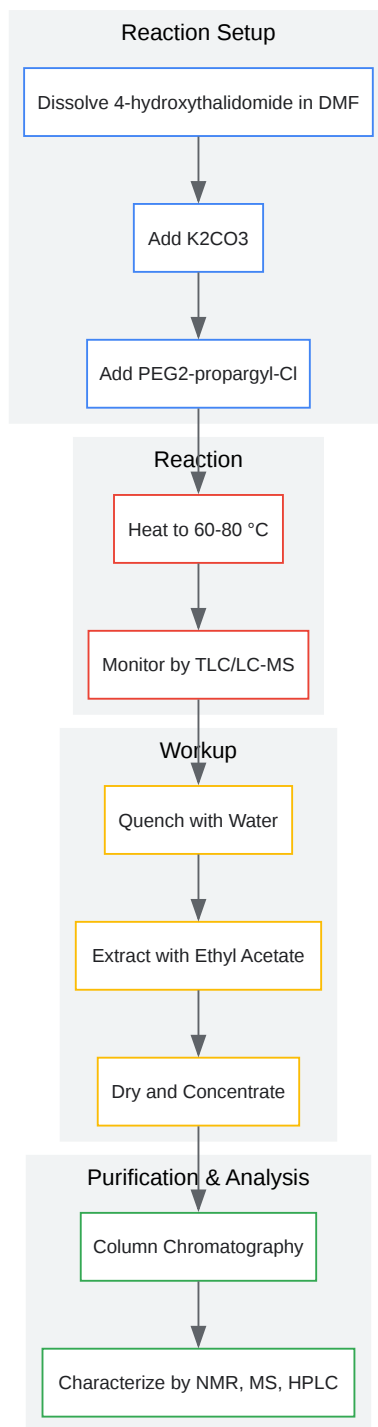 Reaction Setup
Dissolve 4-hydroxythalidomide in DMF
Add K2CO3
Add PEG2-propargyl-Cl
Reaction
Heat to 60-80 °C
Monitor by TLC/LC-MS
Workup
Quench with Water
Extract with Ethyl Acetate
Dry and Concentrate
Purification & Analysis
Column Chromatography
Characterize by NMR, MS, HPLC